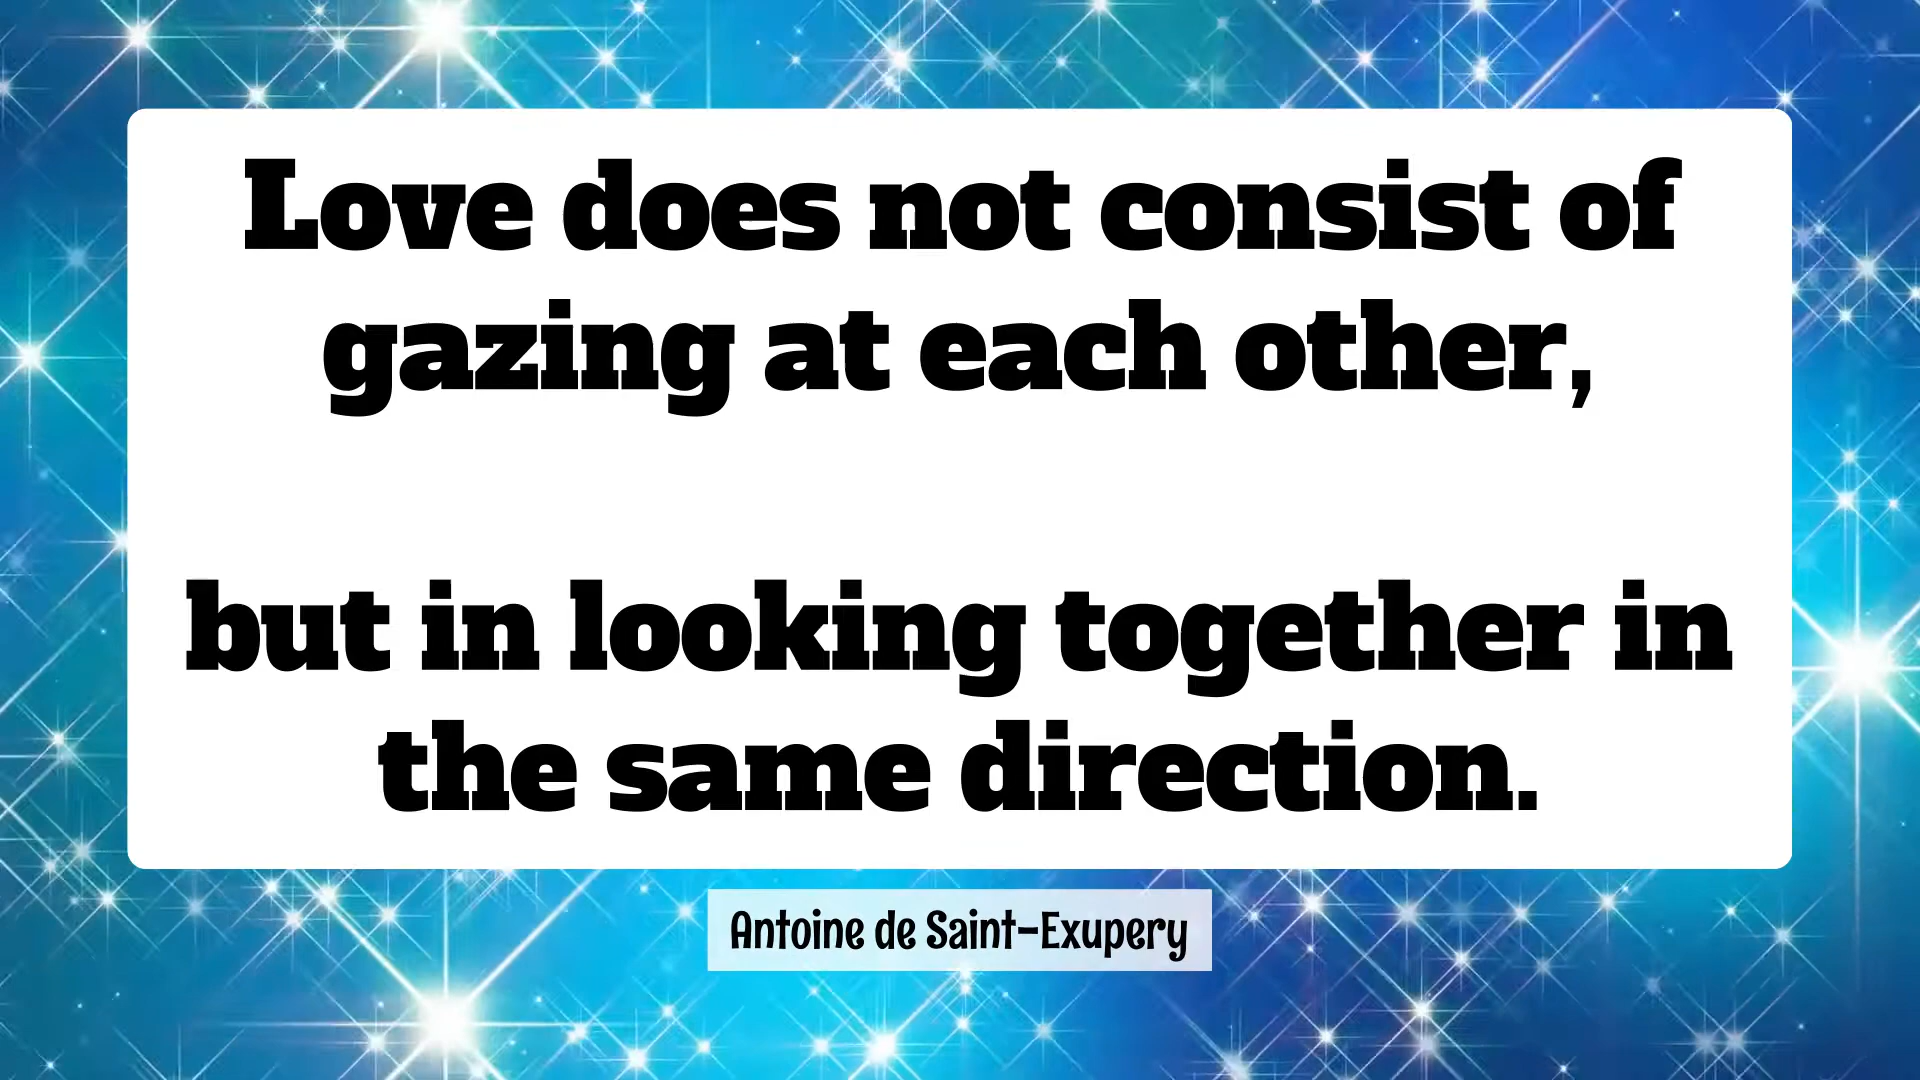 Love does not consist of
gazing at each other,
but in looking together in
the same direction.
Antoine de Saint-Exupery